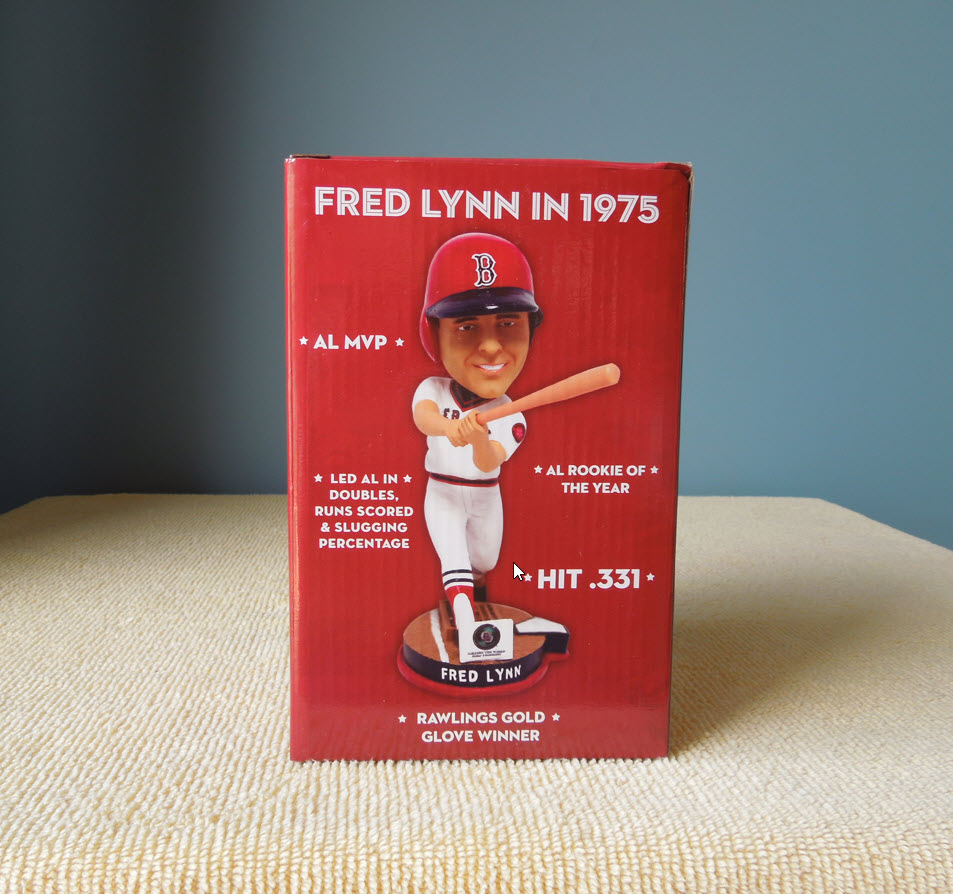 FRED LYNN IN 1975
B
AL MVP
LED AL IN
DOUBLES,
RUNS SCORED
& SLUGGING
PERCENTAGE
AL ROOKIE OF
THE YEAR
HIT .331
FRED LYNN
RAWLINGS GOLD
GLOVE WINNER